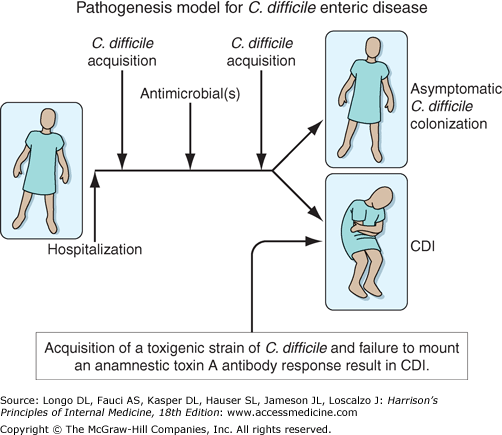 Pathogenesis model for C. difficile enteric disease
C. difficile
acquisition
C. difficile
acquisition
Antimicrobial(s)
Asymptomatic
C. difficile
colonization
Hospitalization
CDI
Acquisition of a toxigenic strain of C. difficile and failure to mount
an anamnestic toxin A antibody response result in CDI.
Source: Longo DL, Fauci AS, Kasper DL, Hauser SL, Jameson JL, Loscalzo J: Harrison's
Principles of Internal Medicine, 18th Edition: www.accessmedicine.com
Copyright © The McGraw-Hill Companies, Inc. All rights reserved.